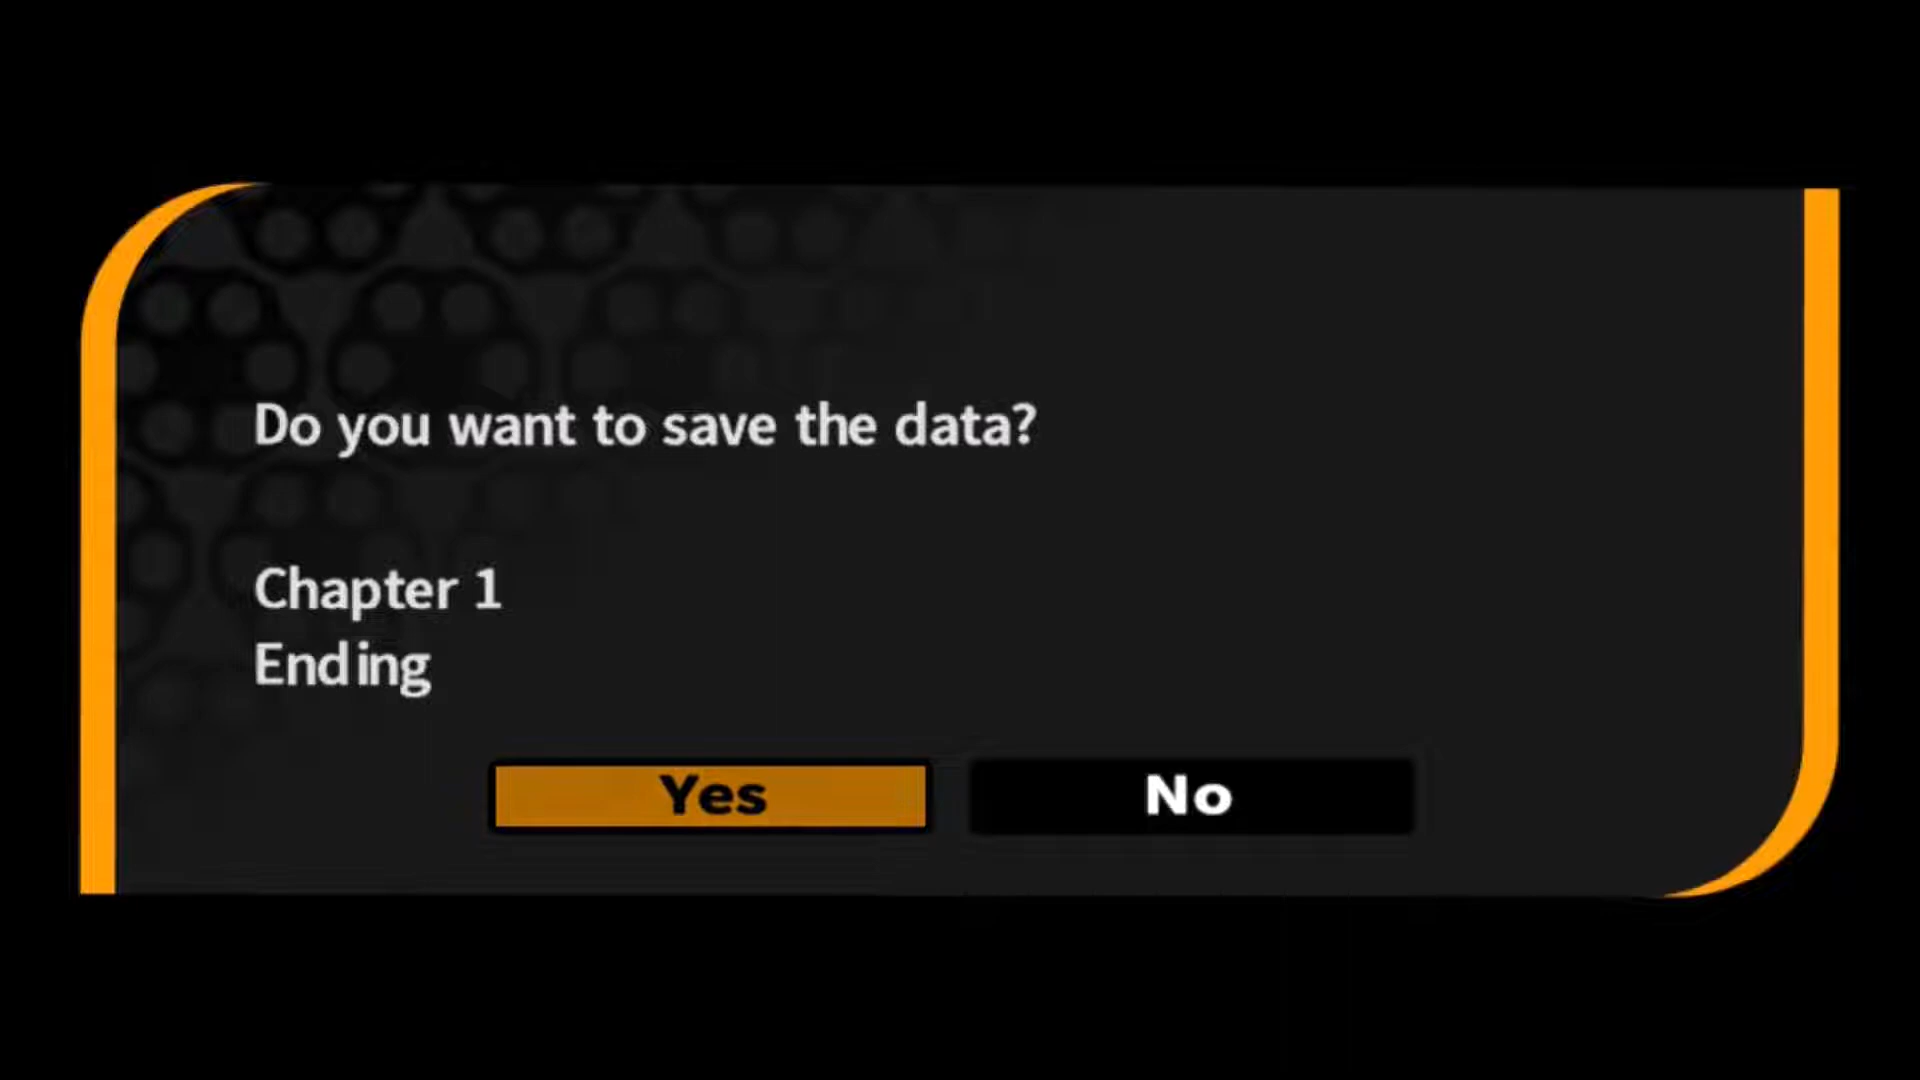 Do you want to save the data?
Chapter 1
Ending
Yes
No